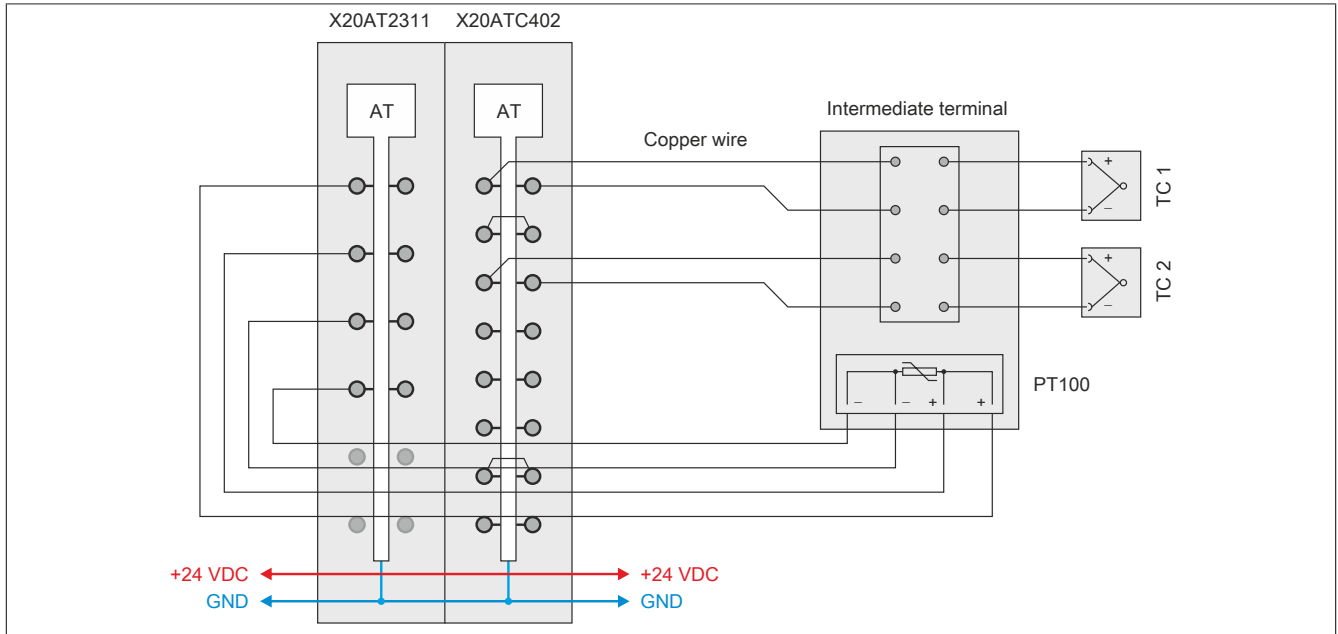 X20AT2311 X20ATC402
AT AT
Intermediate terminal
Copper wire
+
−
TC 1
+
−
TC 2
PT100
− − + +
+24 VDC +24 VDC
GND GND